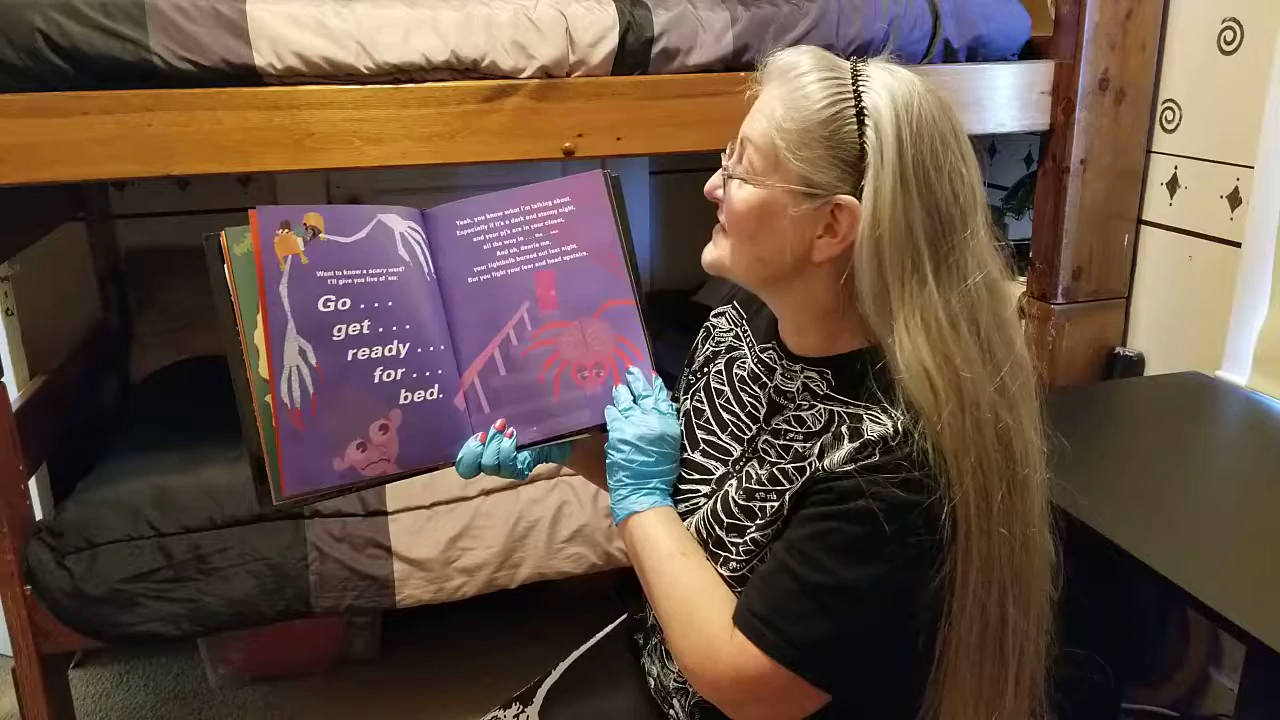 Want to know a scary word?
I'll give you five of 'em:
Go . . .
get . . .
ready . . .
for . . .
bed.
Yeah, you know what I'm talking about.
Especially if it's a dark and stormy night,
and your pj's are in your closet,
all the way in . . . the . . .
And oh, dearie me,
your lightbulb burned out last night.
But you fight your fear and head upstairs.
4th rib